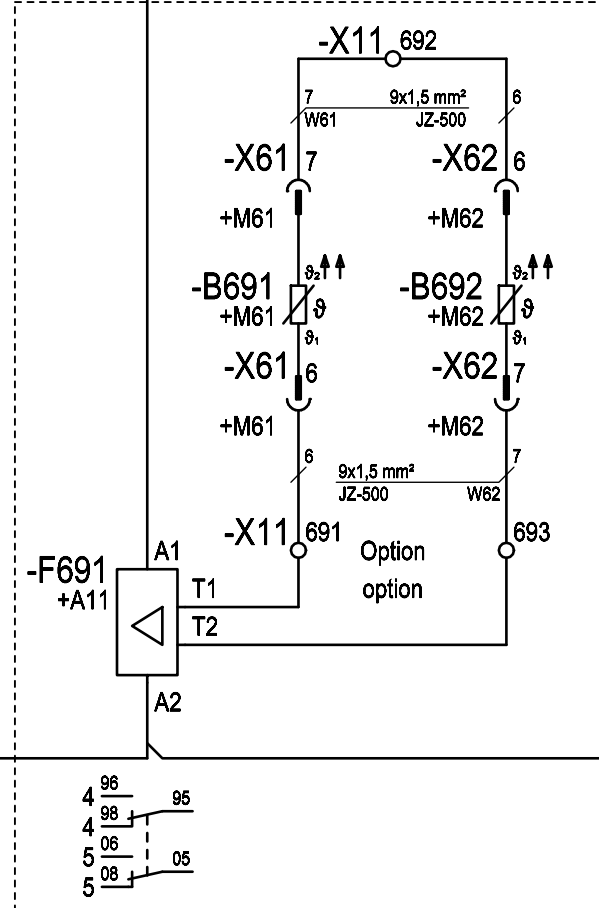 -X11 692
7 9x1,5 mm² 6
W61 JZ-500
-X61 7 -X62 6
+M61 +M62
ϑ₂ ϑ₂
-B691 ϑ -B692 ϑ
+M61 +M62
ϑ₁ ϑ₁
-X61 6 -X62 7
+M61 +M62
6 9x1,5 mm² 7
JZ-500 W62
-X11 691 693
Option
option
A1
-F691
+A11
T1
T2
A2
4 96
4 98 95
5 06
5 08 05